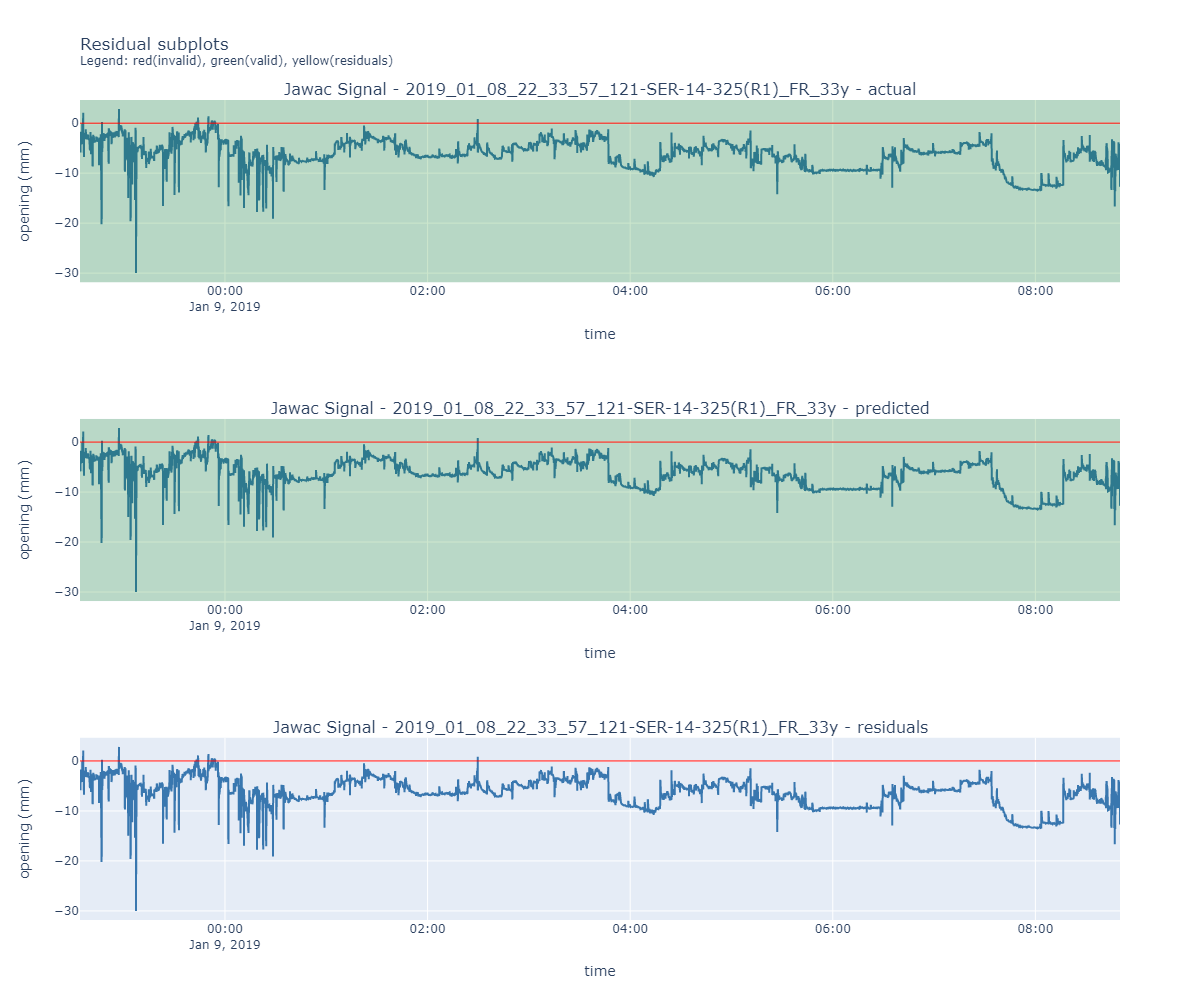 Residual subplots
Legend: red(invalid), green(valid), yellow(residuals)
Jawac Signal - 2019_01_08_22_33_57_121-SER-14-325(R1)_FR_33y - actual
opening (mm)
0
−10
−20
−30
00:00
Jan 9, 2019
02:00
04:00
06:00
08:00
time
Jawac Signal - 2019_01_08_22_33_57_121-SER-14-325(R1)_FR_33y - predicted
opening (mm)
0
−10
−20
−30
00:00
Jan 9, 2019
02:00
04:00
06:00
08:00
time
Jawac Signal - 2019_01_08_22_33_57_121-SER-14-325(R1)_FR_33y - residuals
opening (mm)
0
−10
−20
−30
00:00
Jan 9, 2019
02:00
04:00
06:00
08:00
time